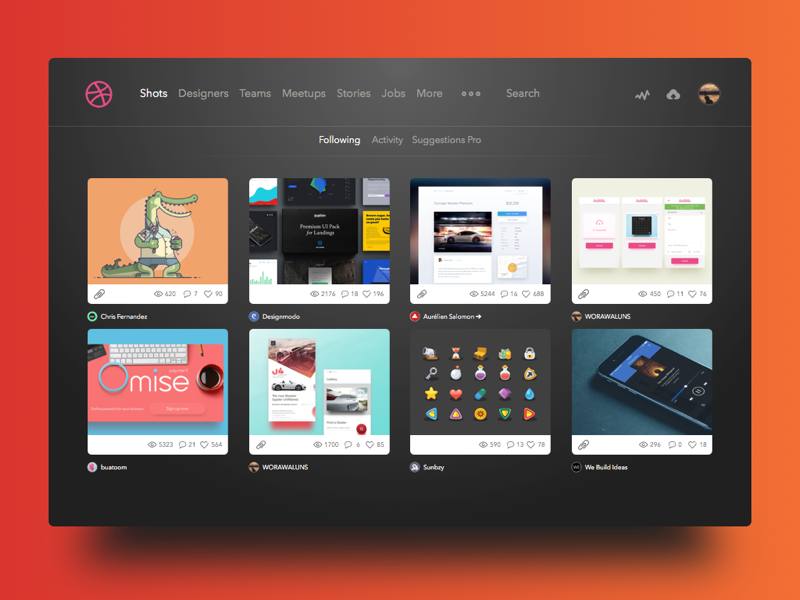 Shots Designers Teams Meetups Stories Jobs More Search
Following Activity Suggestions Pro
Premium UI Pack
for Landings
620 7 90
2176 18 196
5244 16 688
450 11 76
Chris Fernandez
Designmodo
Aurélien Salomon ➔
WORAWALUNS
Omise
5323 21 564
1700 6 85
590 13 78
296 0 18
buatoom
WORAWALUNS
Sunbzy
We Build Ideas